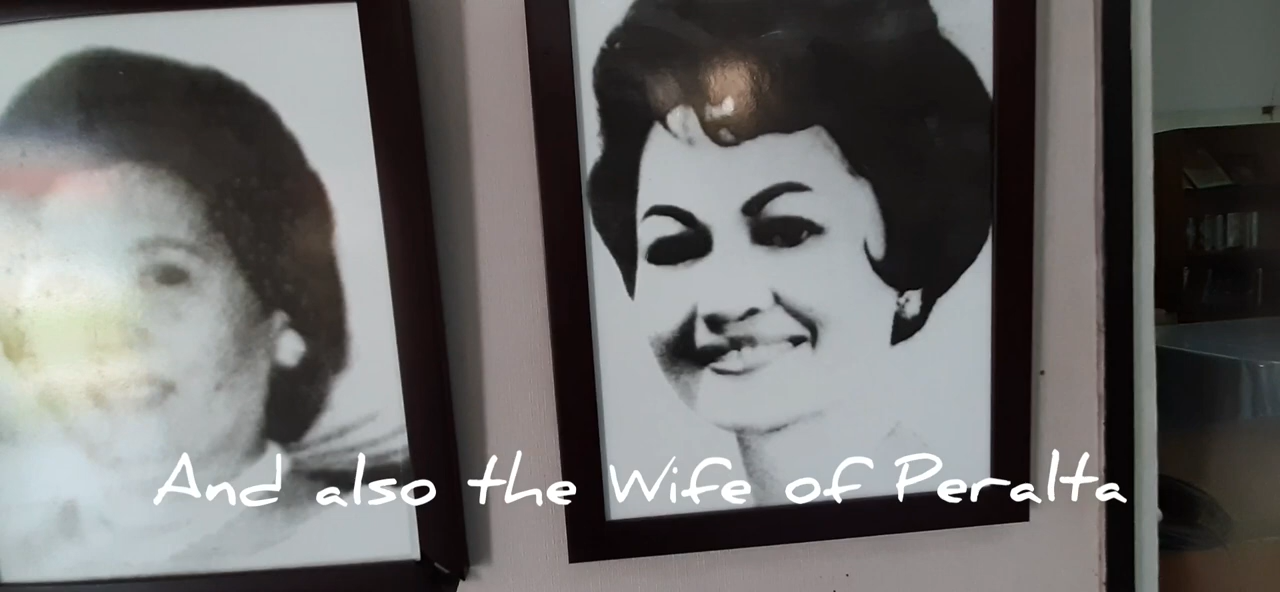 And also the Wife of Peralta